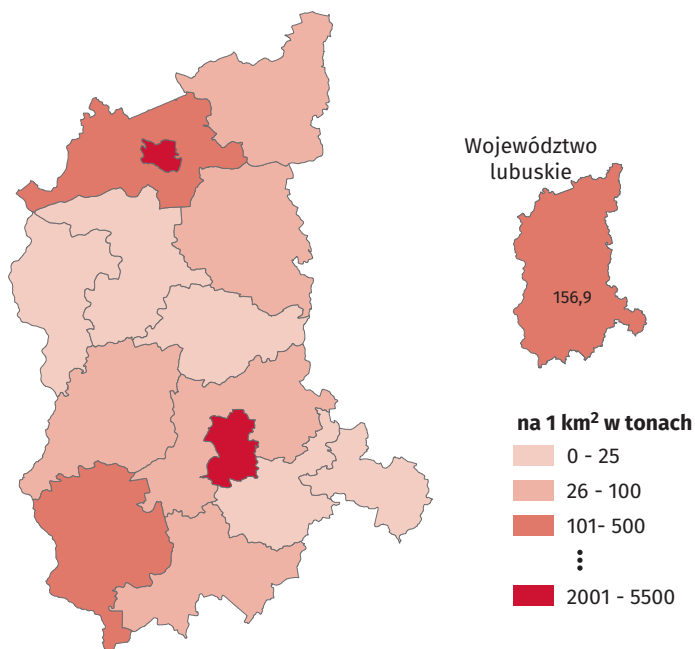 Województwo
lubuskie
156,9
na 1 km² w tonach
0 - 25
26 - 100
101- 500
2001 - 5500